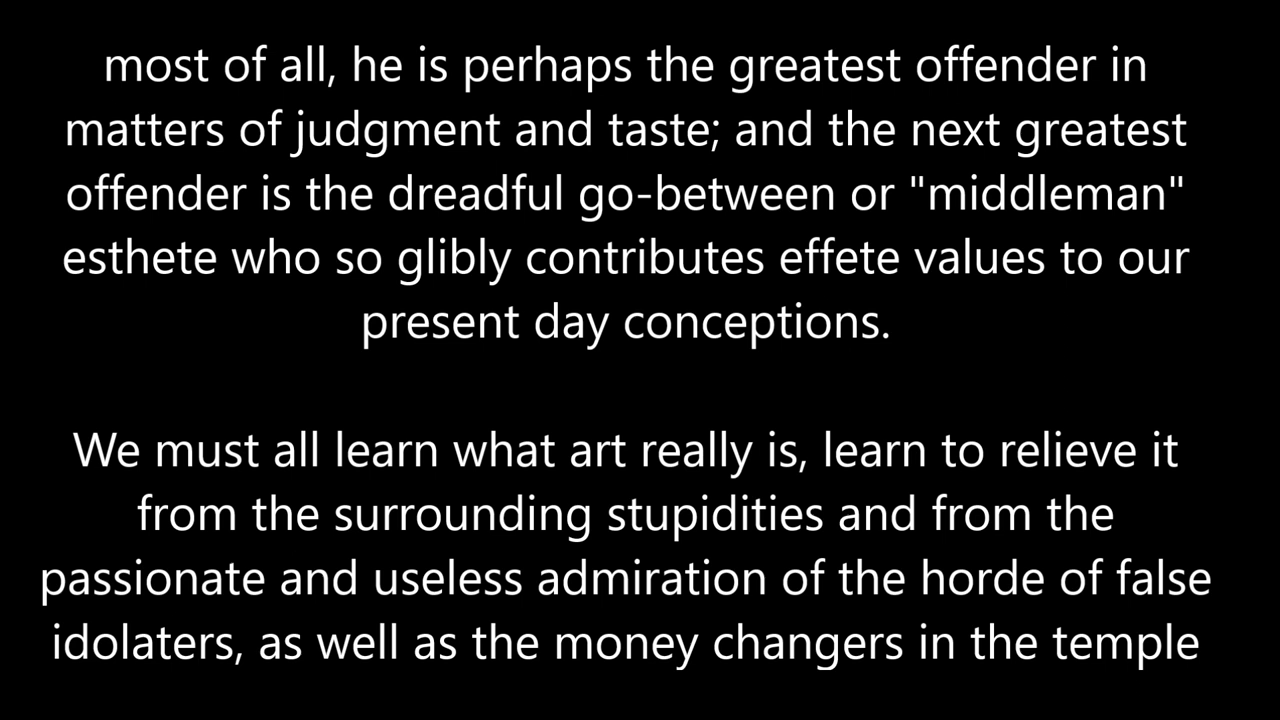 most of all, he is perhaps the greatest offender in
matters of judgment and taste; and the next greatest
offender is the dreadful go-between or "middleman"
esthete who so glibly contributes effete values to our
present day conceptions.
We must all learn what art really is, learn to relieve it
from the surrounding stupidities and from the
passionate and useless admiration of the horde of false
idolaters, as well as the money changers in the temple